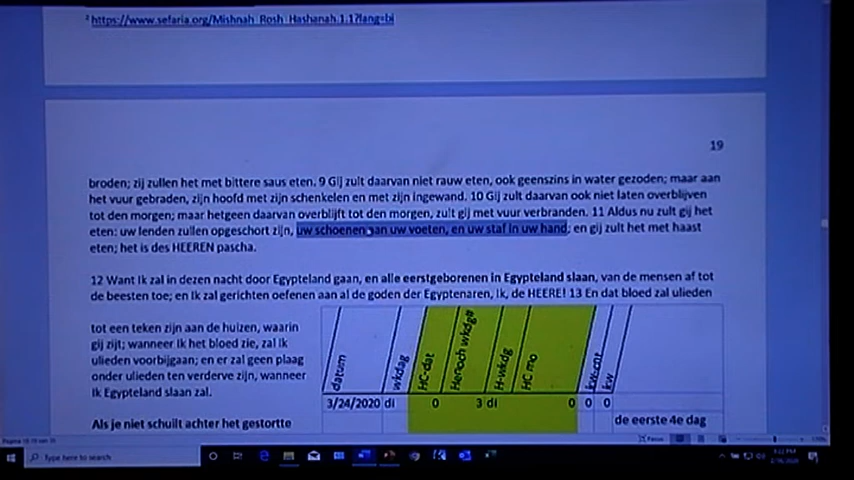 ² https://www.sefaria.org/Mishnah_Rosh_Hashanah.1.1?lang=bi
19
broden; zij zullen het met bittere saus eten. 9 Gij zult daarvan niet rauw eten, ook geenszins in water gezoden; maar aan
het vuur gebraden, zijn hoofd met zijn schenkelen en met zijn ingewand. 10 Gij zult daarvan ook niet laten overblijven
tot den morgen; maar hetgeen daarvan overblijft tot den morgen, zult gij met vuur verbranden. 11 Aldus nu zult gij het
eten: uw lenden zullen opgeschort zijn, uw schoenen aan uw voeten, en uw staf in uw hand; en gij zult het met haast
eten; het is des HEEREN pascha.
12 Want Ik zal in dezen nacht door Egypteland gaan, en alle eerstgeborenen in Egypteland slaan, van de mensen af tot
de beesten toe; en Ik zal gerichten oefenen aan al de goden der Egyptenaren, Ik, de HEERE! 13 En dat bloed zal ulieden
tot een teken zijn aan de huizen, waarin
gij zijt; wanneer Ik het bloed zie, zal Ik
ulieden voorbijgaan; en er zal geen plaag
onder ulieden ten verderve zijn, wanneer
Ik Egypteland slaan zal.
Als je niet schuilt achter het gestortte
datum wkdag HC-dat Henoch wkdg# H-wkdg HC mo kw-cnt kw
3/24/2020 di 0 3 di 0 0 0
de eerste 4e dag
Focus
Type here to search